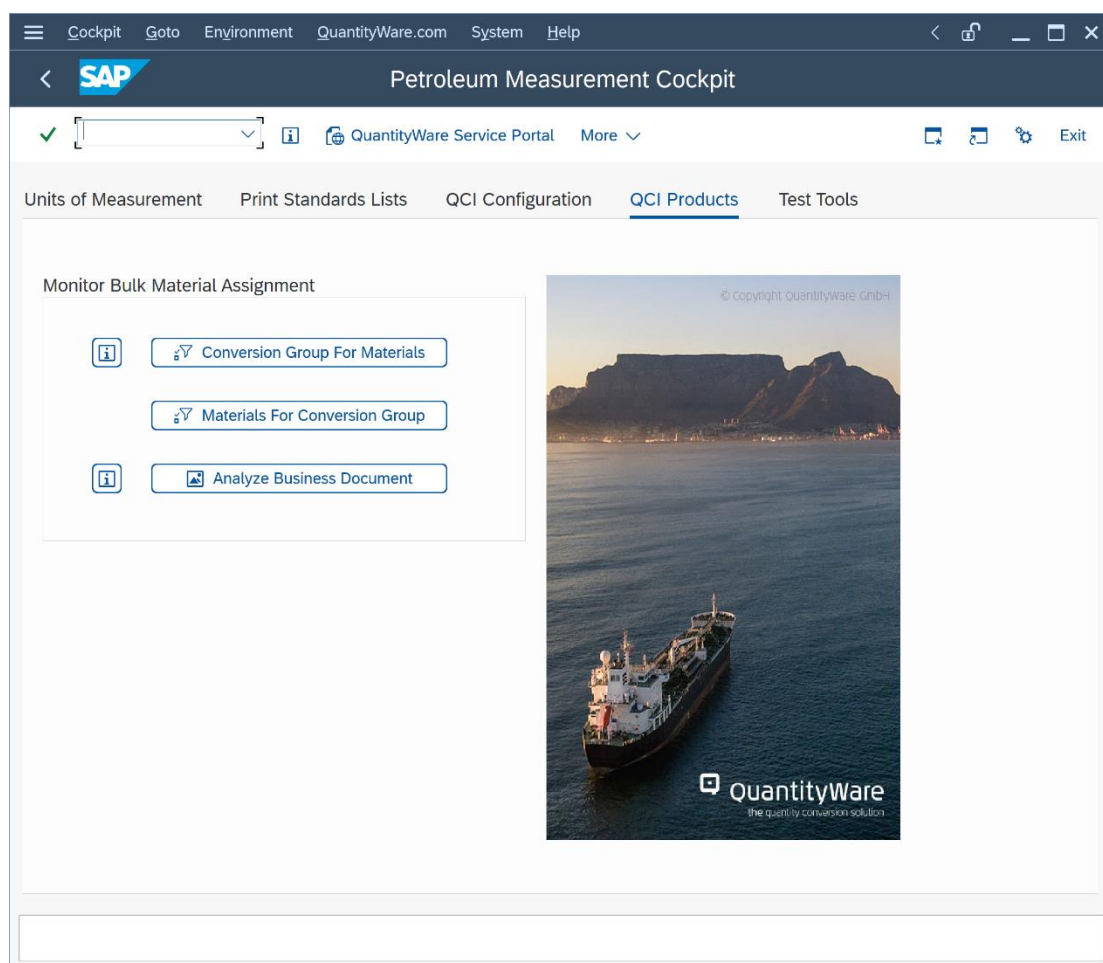 Cockpit Goto Environment QuantityWare.com System Help
SAP Petroleum Measurement Cockpit
QuantityWare Service Portal More Exit
Units of Measurement Print Standards Lists QCI Configuration QCI Products Test Tools
Monitor Bulk Material Assignment
© Copyright QuantityWare GmbH
Conversion Group For Materials
Materials For Conversion Group
Analyze Business Document
QuantityWare
the quantity conversion solution